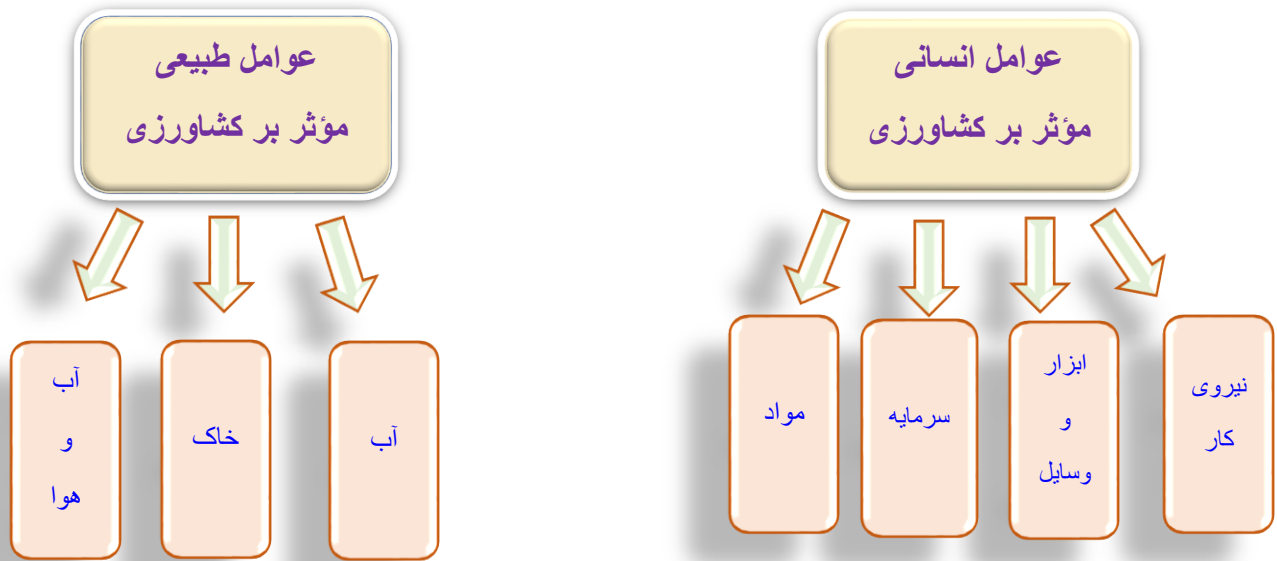 عوامل انسانی
مؤثر بر کشاورزی
نیروی
کار
ابزار
و
وسایل
سرمایه
مواد
عوامل طبیعی
مؤثر بر کشاورزی
آب
خاک
آب
و
هوا